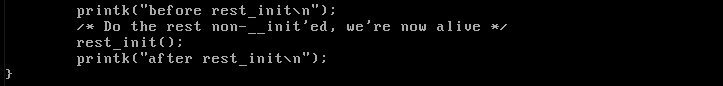 printk("before rest_init\n");
/* Do the rest non-__init'ed, we're now alive */
rest_init();
printk("after rest_init\n");
}